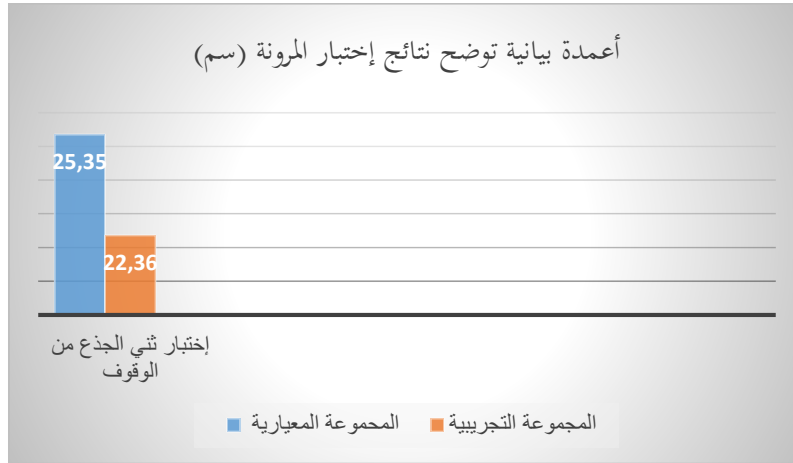 أعمدة بيانية توضح نتائج إختبار المرونة (سم)
25,35
22,36
إختبار ثني الجذع من
الوقوف
المحموعة المعيارية
المجموعة التجريبية